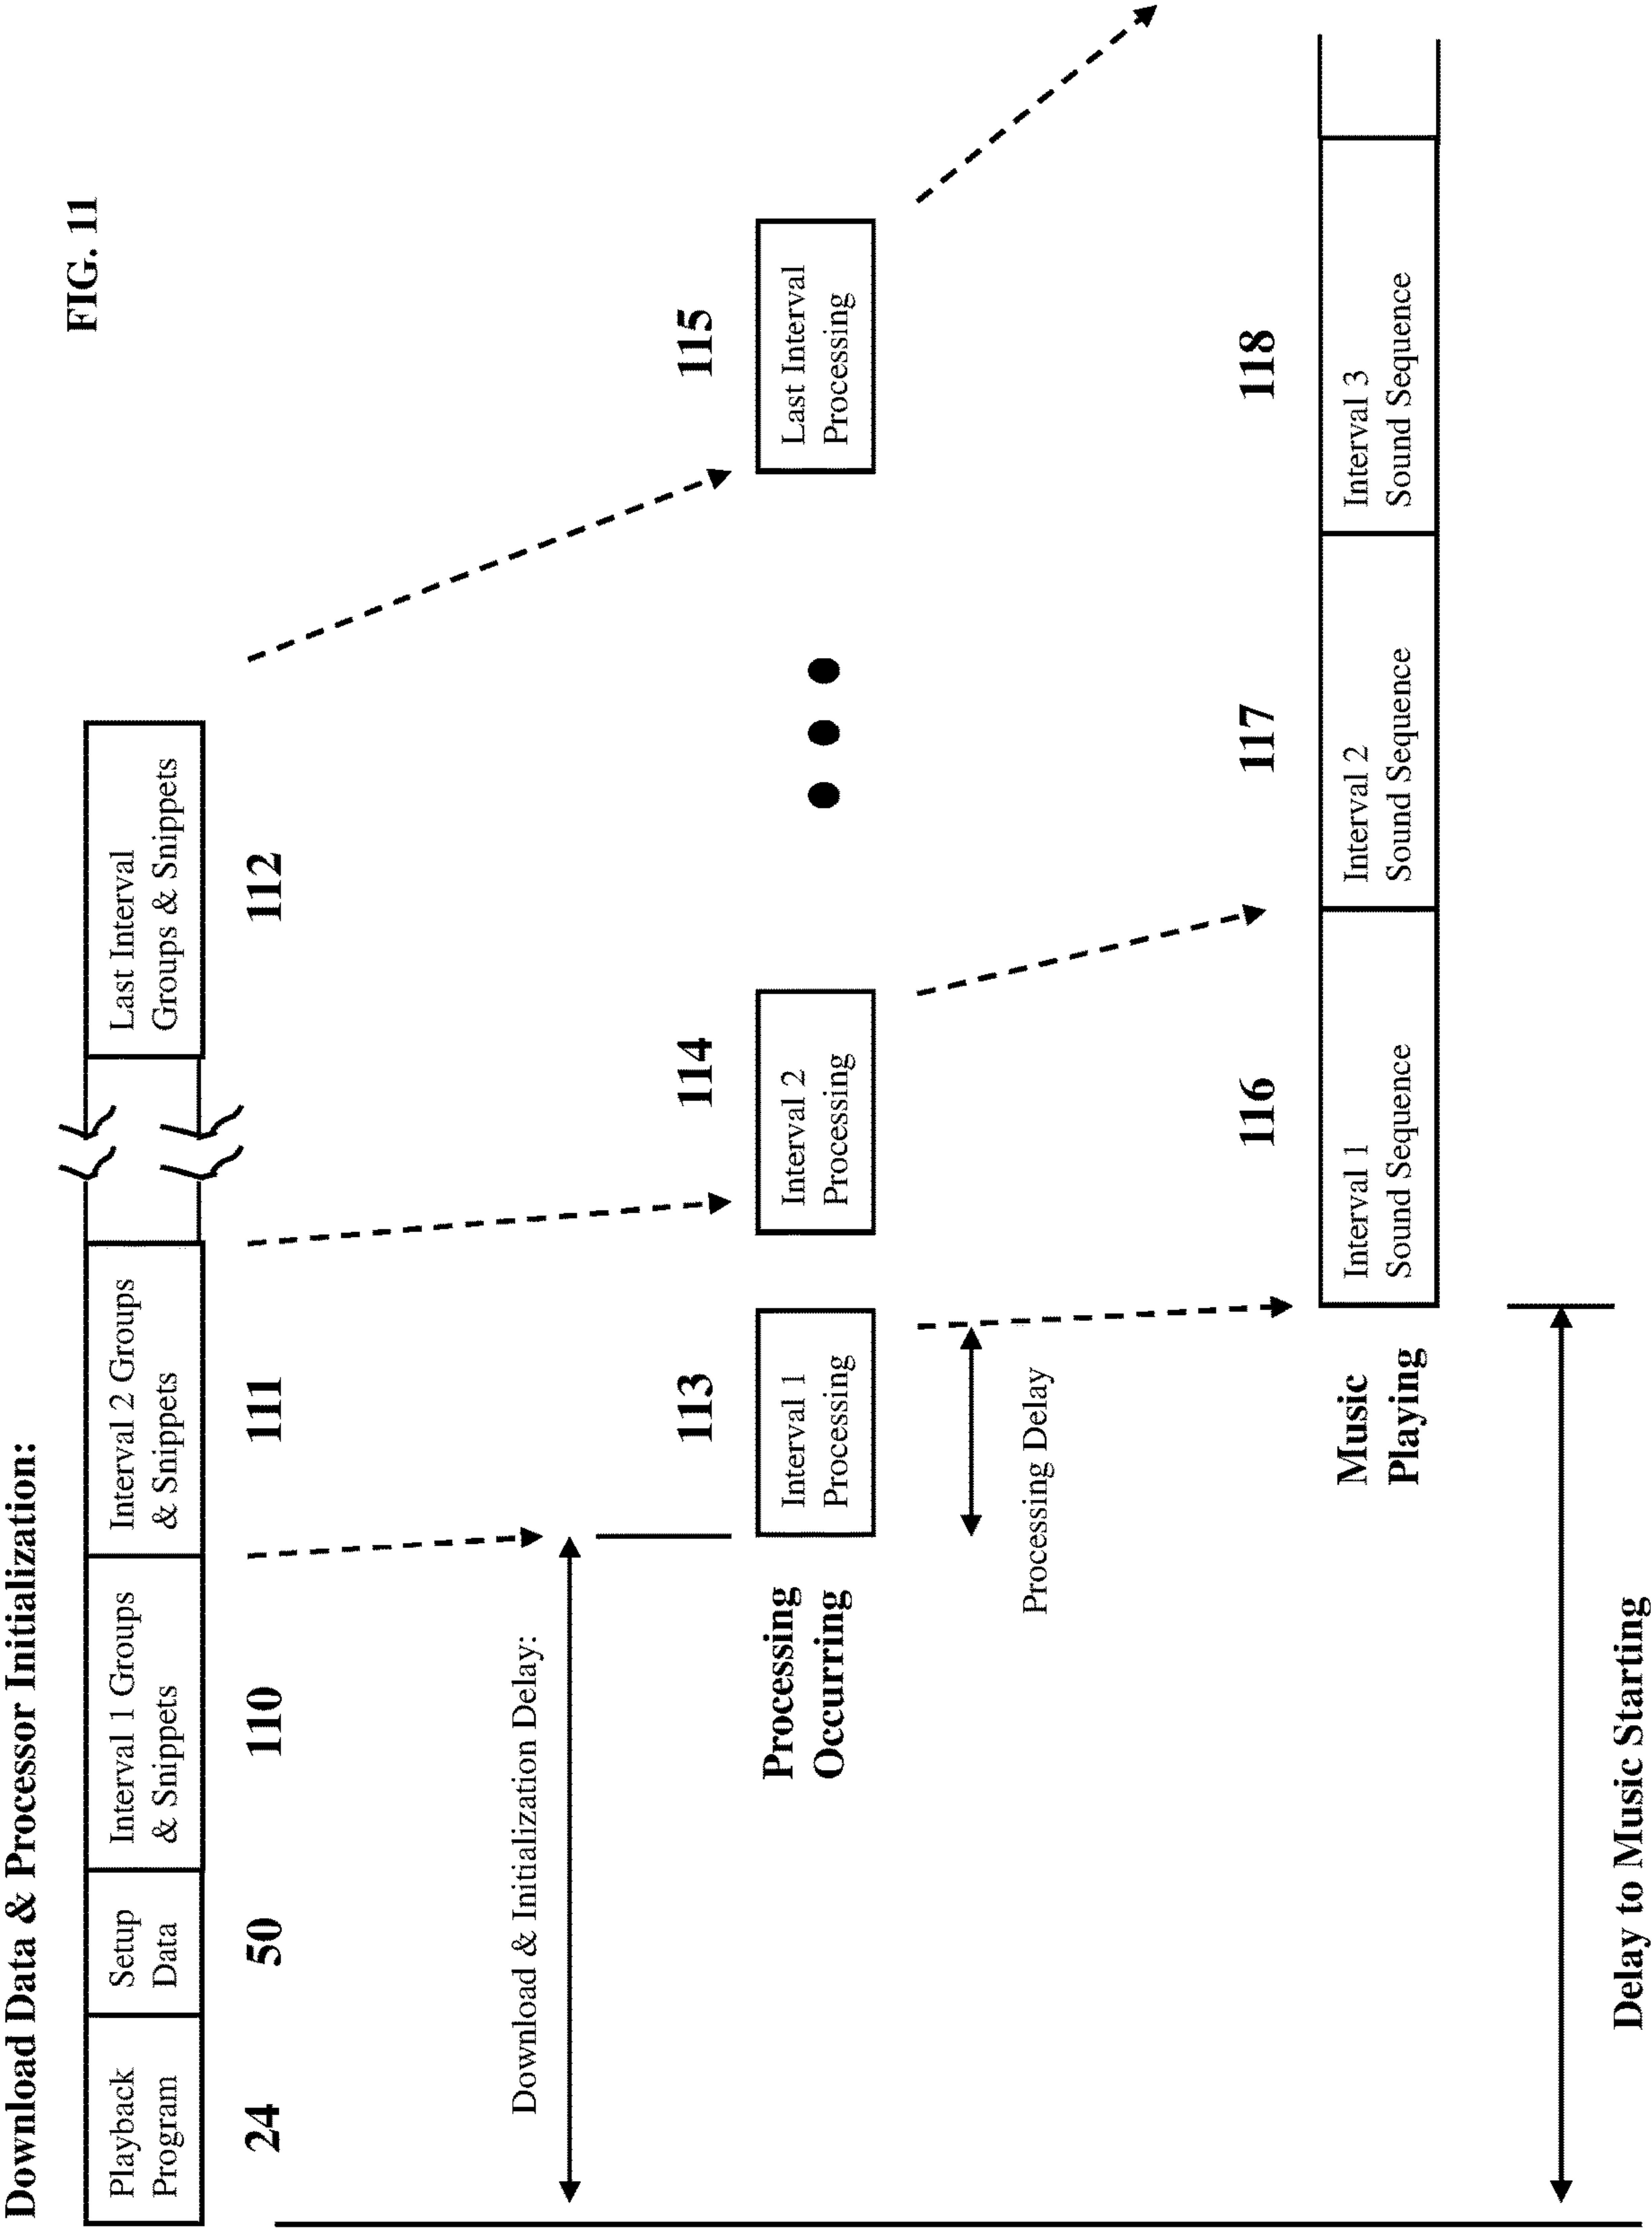 FIG. 11
Download Data & Processor Initialization:
Playback
Program
Setup
Data
Interval 1 Groups
& Snippets
Interval 2 Groups
& Snippets
Last Interval
Groups & Snippets
24
50
110
111
112
Download & Initialization Delay:
113
114
115
Processing
Occurring
Interval 1
Processing
Interval 2
Processing
Last Interval
Processing
Processing Delay
116
117
118
Music
Playing
Interval 1
Sound Sequence
Interval 2
Sound Sequence
Interval 3
Sound Sequence
Delay to Music Starting